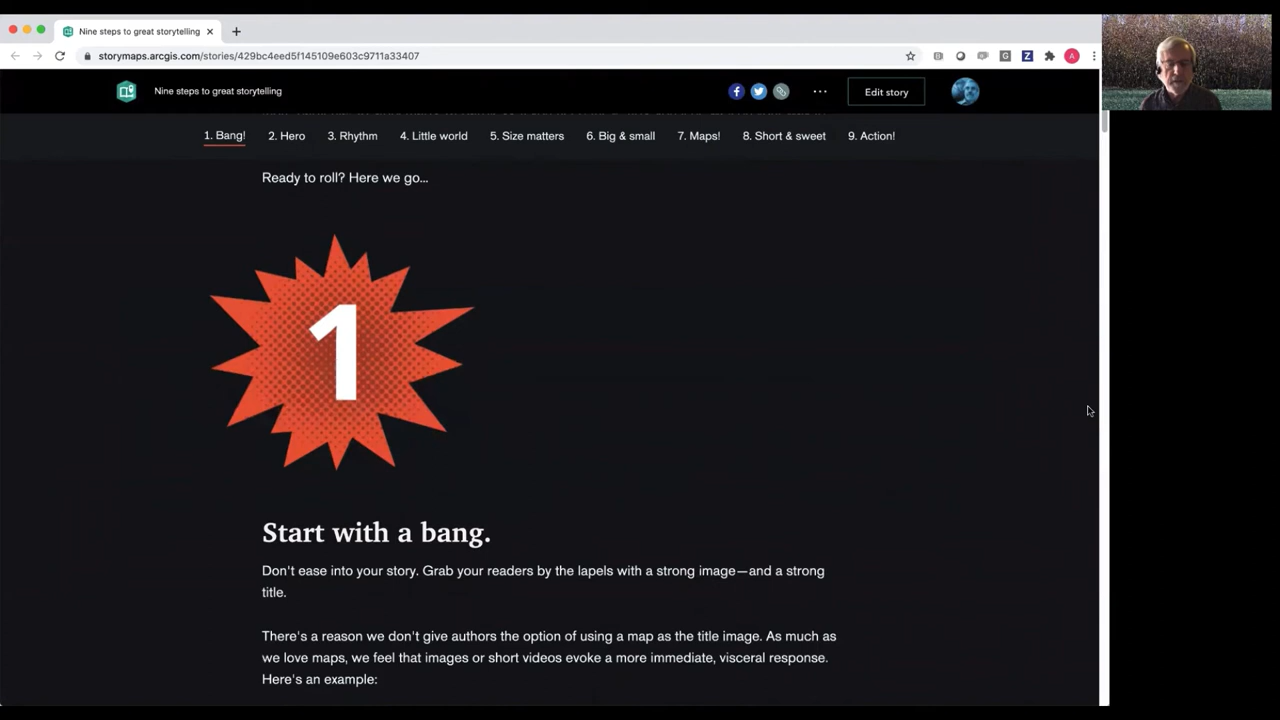 Nine steps to great storytelling
storymaps.arcgis.com/stories/429bc4eed5f145109e603c9711a33407
A
Nine steps to great storytelling
Edit story
1. Bang! 2. Hero 3. Rhythm 4. Little world 5. Size matters 6. Big & small 7. Maps! 8. Short & sweet 9. Action!
Ready to roll? Here we go...
1
Start with a bang.
Don't ease into your story. Grab your readers by the lapels with a strong image—and a strong
title.
There's a reason we don't give authors the option of using a map as the title image. As much as
we love maps, we feel that images or short videos evoke a more immediate, visceral response.
Here's an example: